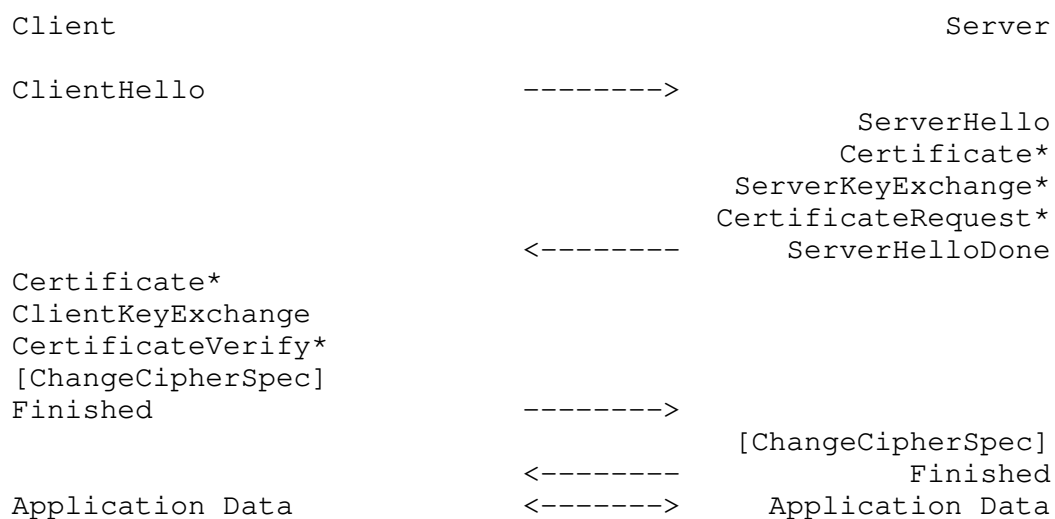 Client Server
ClientHello -------->
ServerHello
Certificate*
ServerKeyExchange*
CertificateRequest*
<-------- ServerHelloDone
Certificate*
ClientKeyExchange
CertificateVerify*
[ChangeCipherSpec]
Finished -------->
[ChangeCipherSpec]
<-------- Finished
Application Data <-------> Application Data